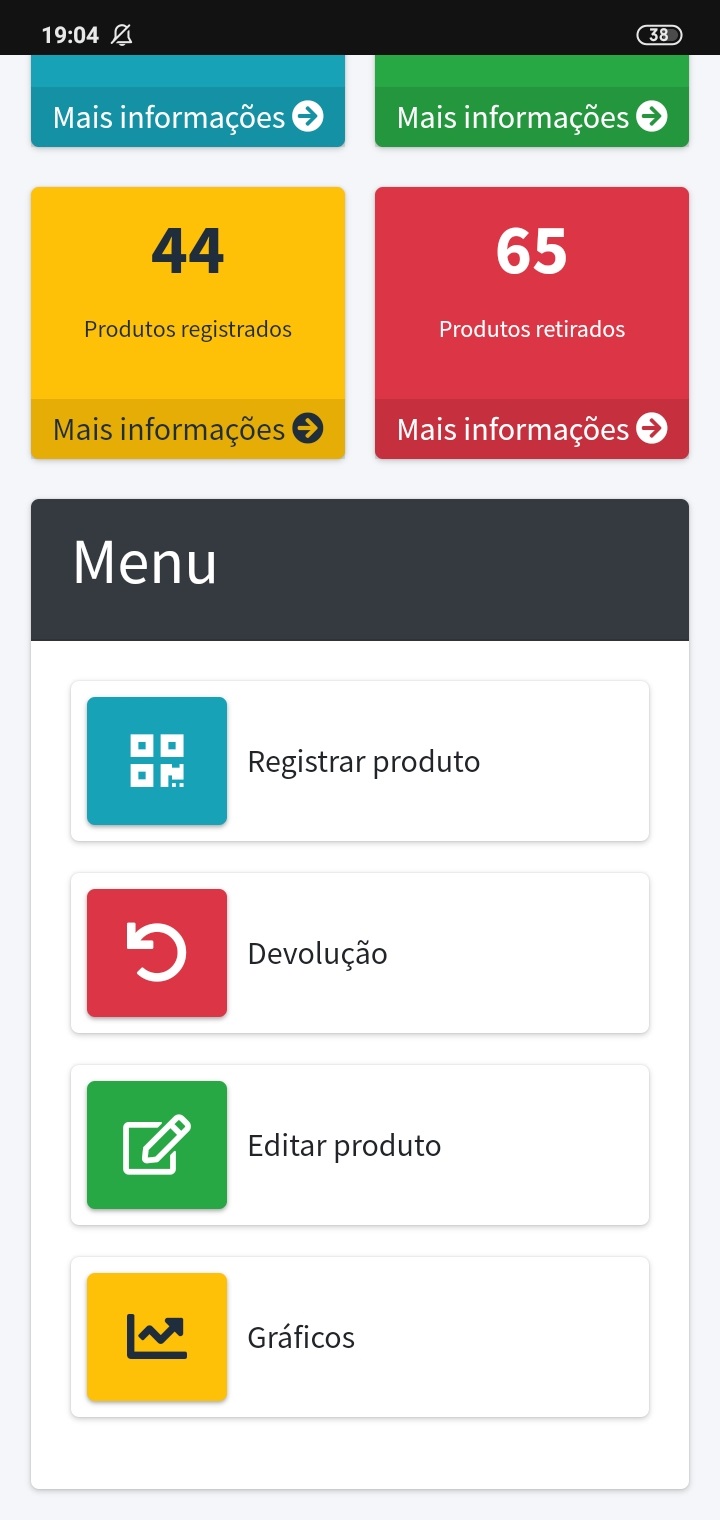 19:04
38
Mais informações
Mais informações
44
65
Produtos registrados
Produtos retirados
Mais informações
Mais informações
Menu
Registrar produto
Devolução
Editar produto
Gráficos